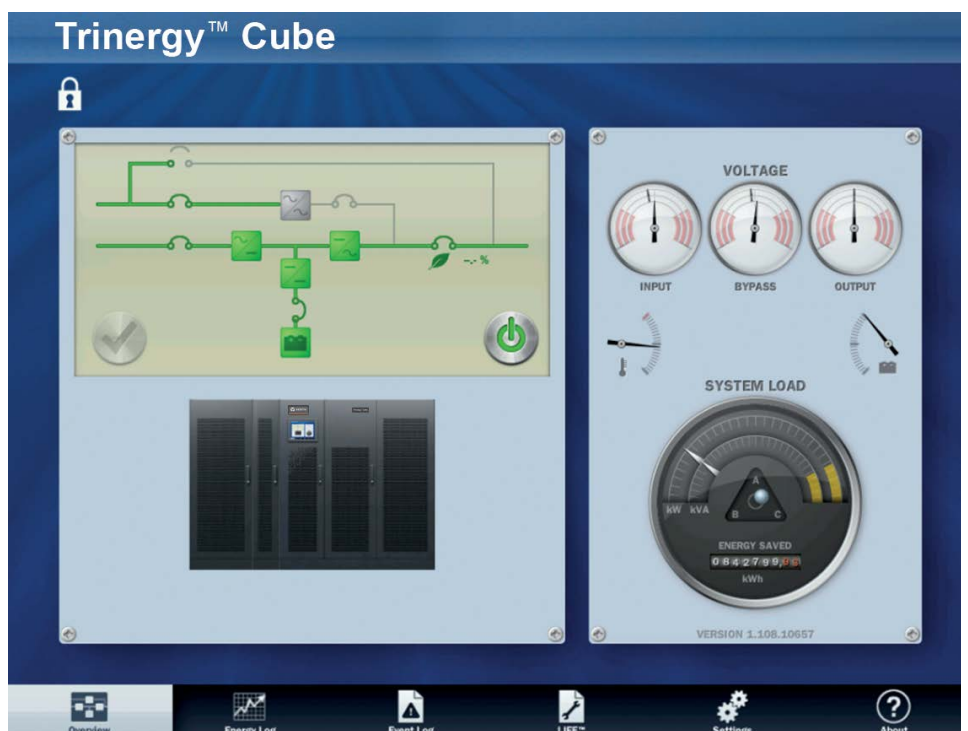 Trinergy™ Cube
VOLTAGE
INPUT BYPASS OUTPUT
-.- %
SYSTEM LOAD
kW kVA
A
B C
ENERGY SAVED
0842799,
kWh
VERSION 1.108.10657
Overview Energy Log Event Log LIFE™ Settings About